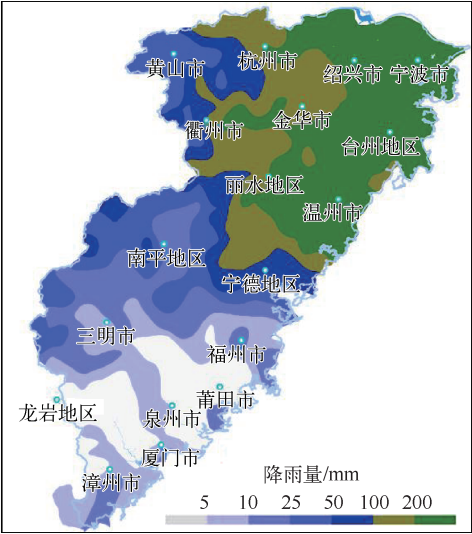 黄山市
杭州市
绍兴市
宁波市
衢州市
金华市
台州地区
丽水地区
温州市
南平地区
宁德地区
三明市
福州市
莆田市
龙岩地区
泉州市
厦门市
漳州市
降雨量/mm
5 10 25 50 100 200